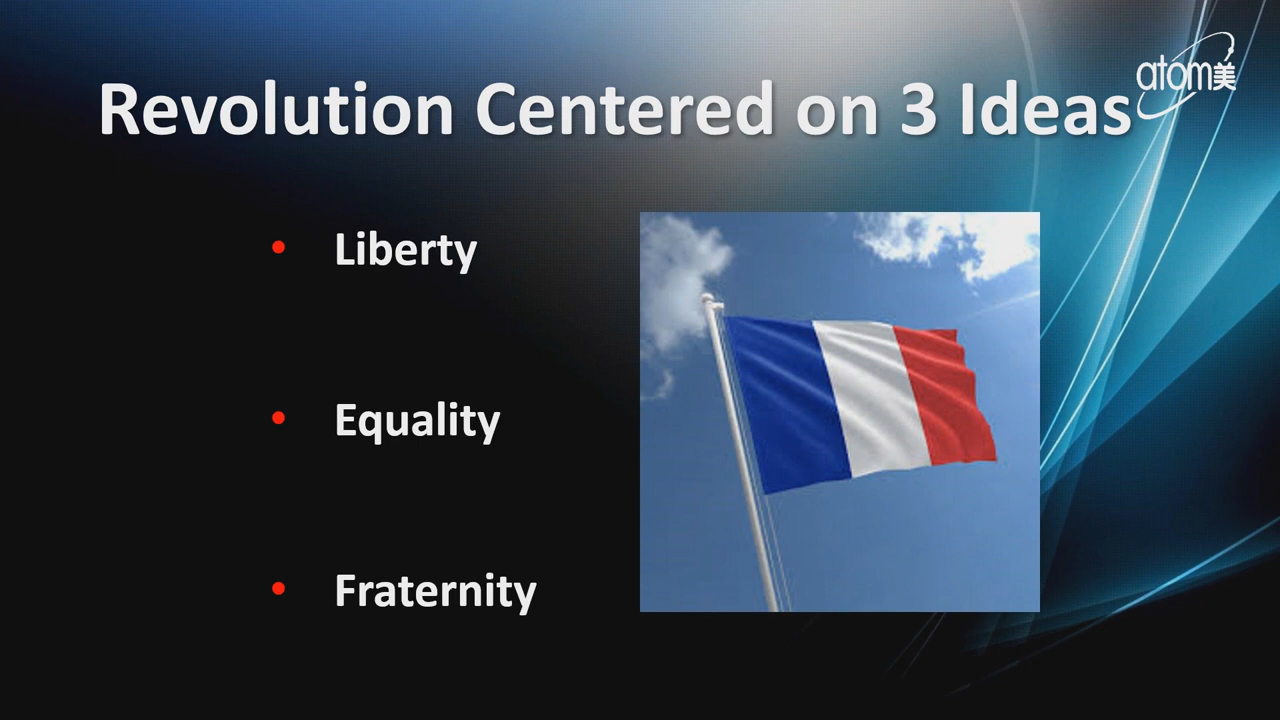 Revolution Centered on 3 Ideas
atom美
• Liberty
• Equality
• Fraternity